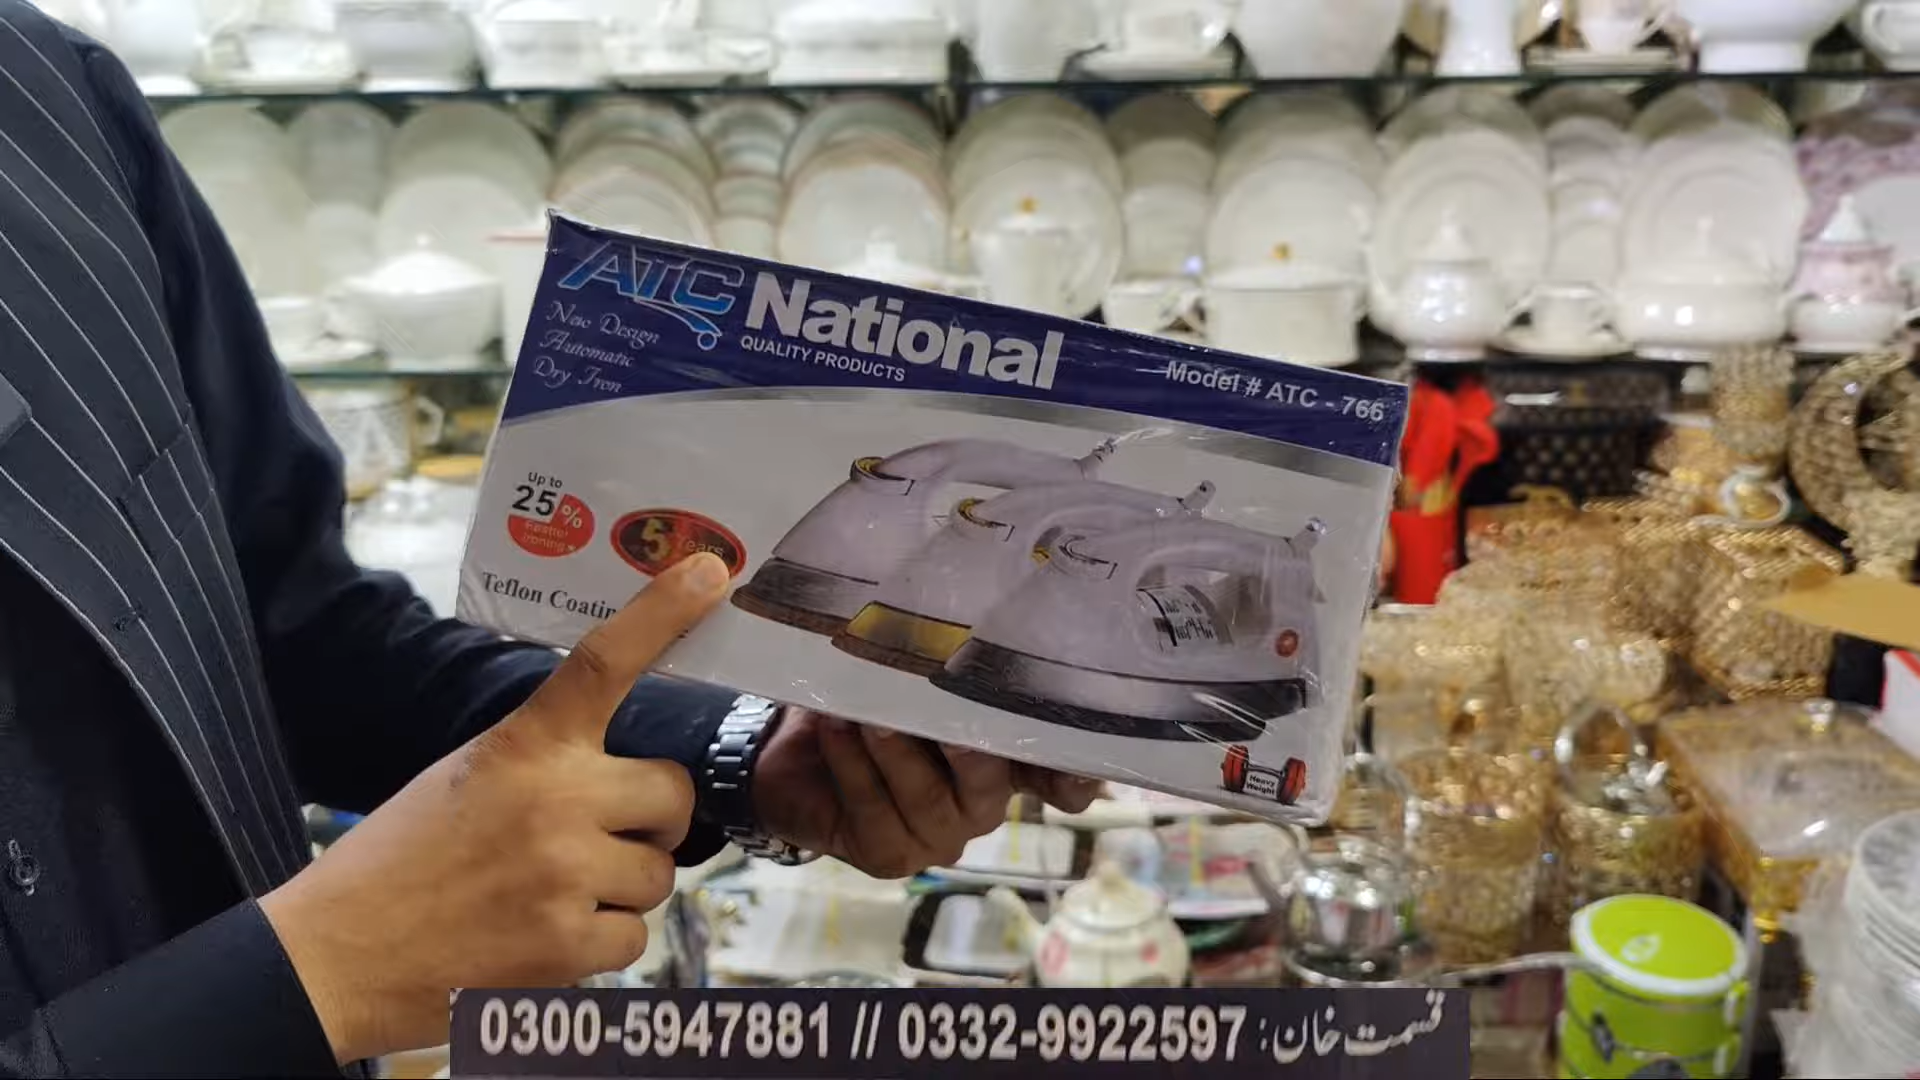 ATC National
QUALITY PRODUCTS
Model # ATC - 766
New Design
Automatic
Dry Iron
Up to
25%
Faster
Ironing
5 Years
Teflon
Heavy
Weight
0300-5947881 // 0332-9922597 قسمت خان: